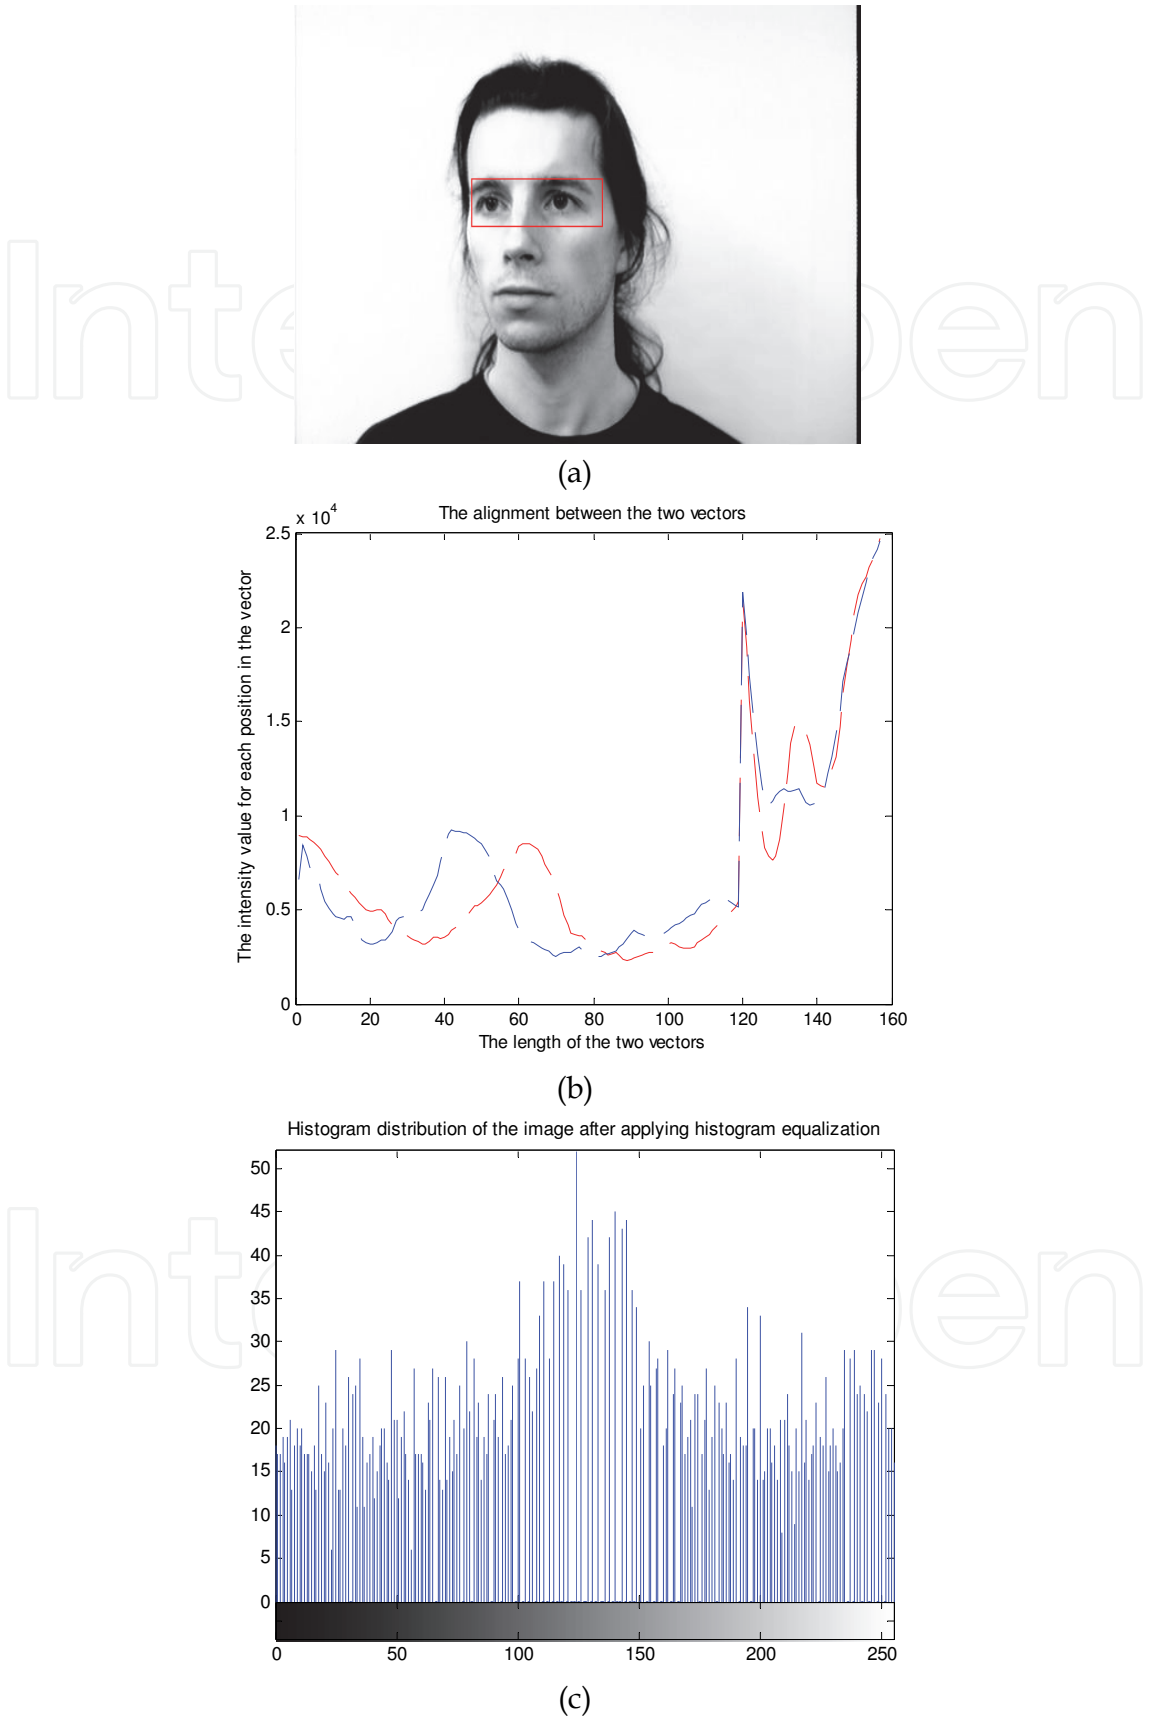 (a)
x 10⁴
The alignment between the two vectors
2.5
2
1.5
1
0.5
0
The intensity value for each position in the vector
0 20 40 60 80 100 120 140 160
The length of the two vectors
(b)
Histogram distribution of the image after applying histogram equalization
50
45
40
35
30
25
20
15
10
5
0
0 50 100 150 200 250
(c)